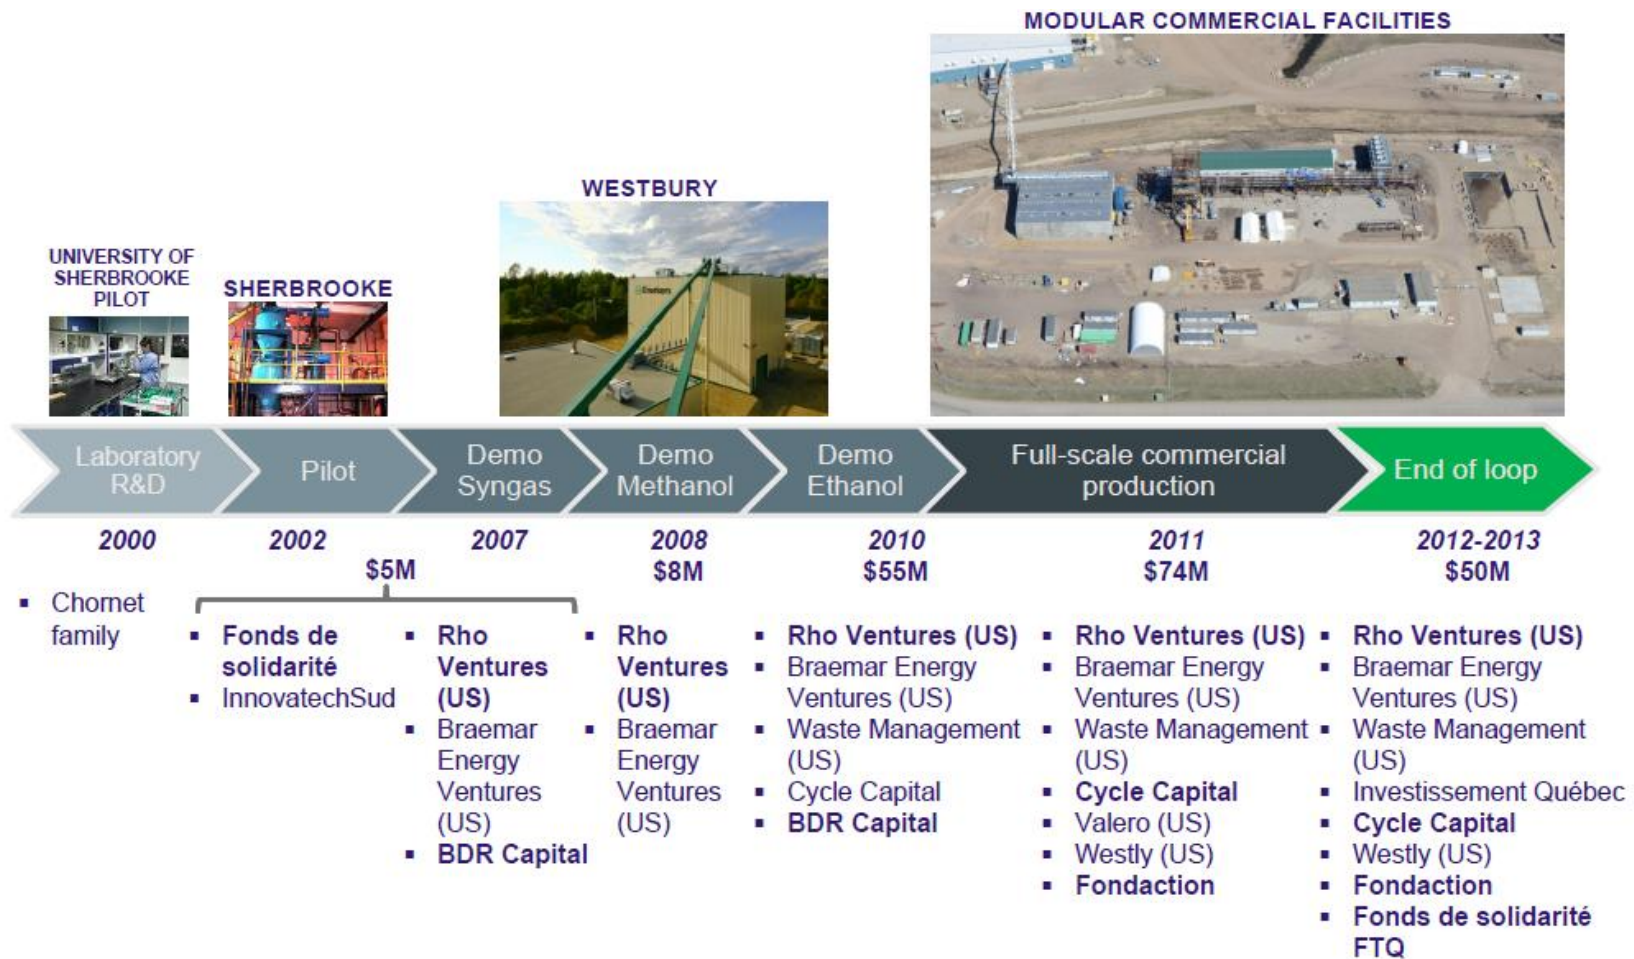 MODULAR COMMERCIAL FACILITIES
WESTBURY
UNIVERSITY OF
SHERBROOKE
PILOT
SHERBROOKE
Enerkem
Laboratory
R&D
Pilot
Demo
Syngas
Demo
Methanol
Demo
Ethanol
Full-scale commercial
production
End of loop
2000
2002
2007
2008
2010
2011
2012-2013
$5M
$8M
$55M
$74M
$50M
▪ Chornet
family
▪ Fonds de
solidarité
▪ InnovatechSud
▪ Rho
Ventures
(US)
▪ Braemar
Energy
Ventures
(US)
▪ BDR Capital
▪ Rho
Ventures
(US)
▪ Braemar
Energy
Ventures
(US)
▪ Rho Ventures (US)
▪ Braemar Energy
Ventures (US)
▪ Waste Management
(US)
▪ Cycle Capital
▪ BDR Capital
▪ Rho Ventures (US)
▪ Braemar Energy
Ventures (US)
▪ Waste Management
(US)
▪ Cycle Capital
▪ Valero (US)
▪ Westly (US)
▪ Fondaction
▪ Rho Ventures (US)
▪ Braemar Energy
Ventures (US)
▪ Waste Management
(US)
▪ Investissement Québec
▪ Cycle Capital
▪ Westly (US)
▪ Fondaction
▪ Fonds de solidarité
FTQ